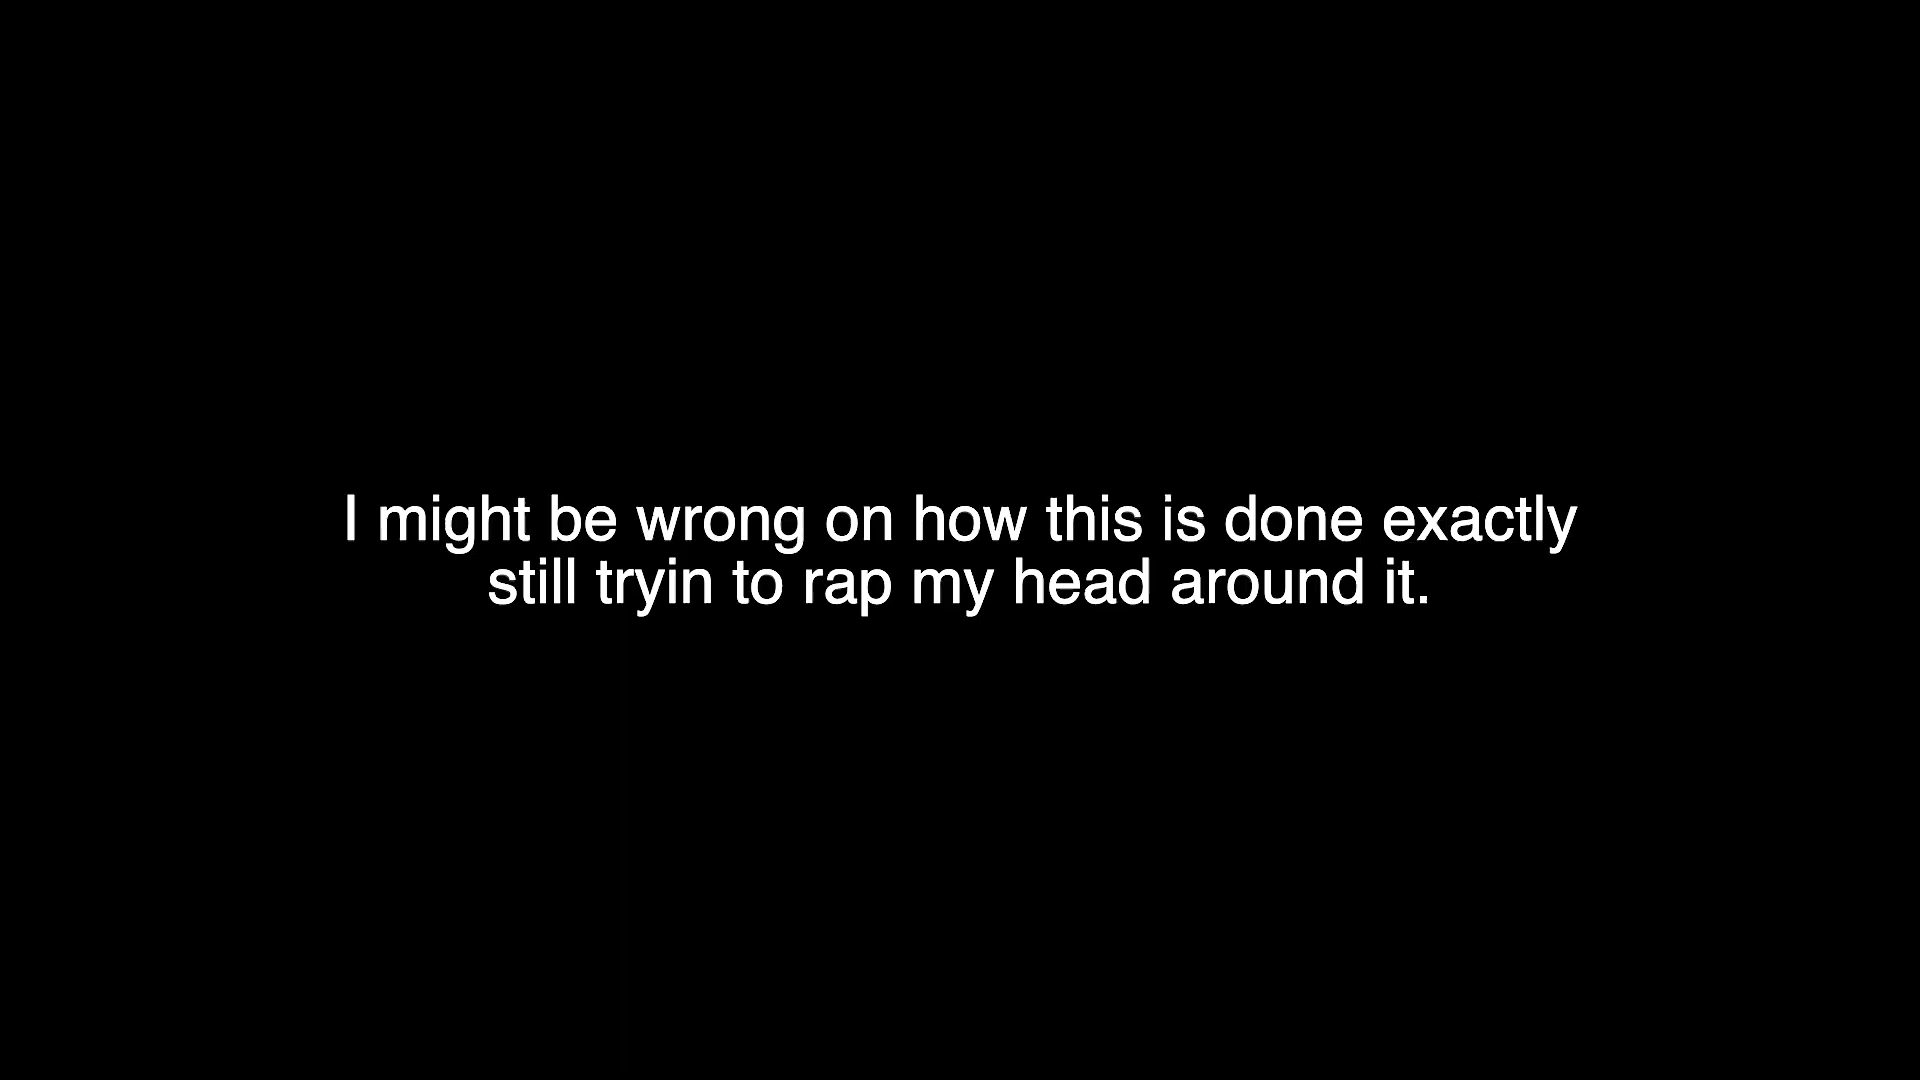 I might be wrong on how this is done exactly
still tryin to rap my head around it.